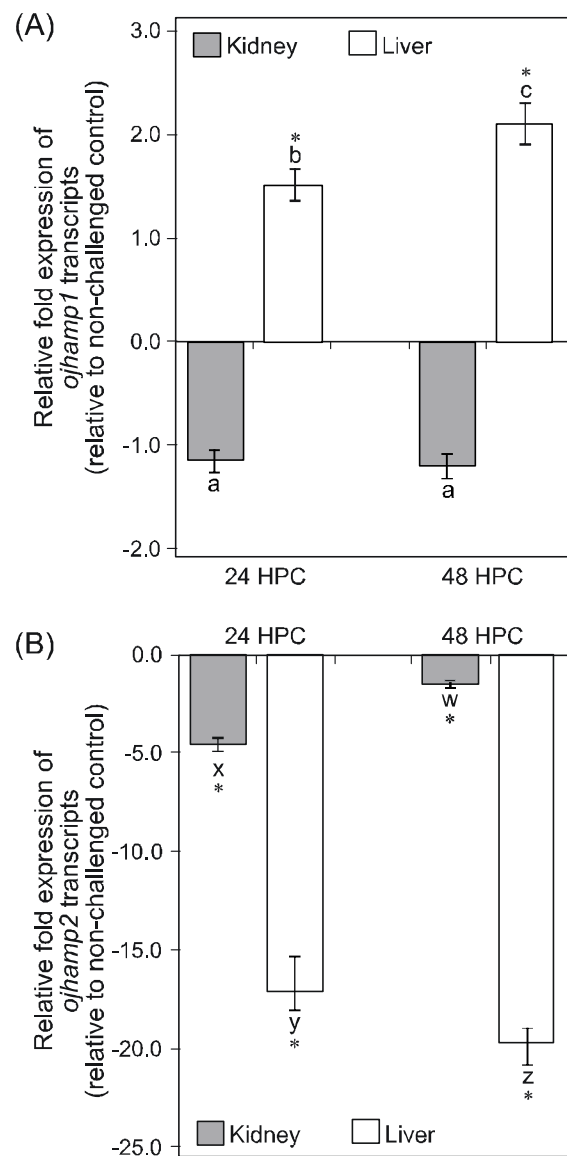 (A)
Relative fold expression of
ojhamp1 transcripts
(relative to non-challenged control)
3.0
2.0
1.0
0.0
-1.0
-2.0
Kidney
Liver
*
b
*
c
a
a
24 HPC
48 HPC
(B)
24 HPC
48 HPC
Relative fold expression of
ojhamp2 transcripts
(relative to non-challenged control)
0.0
-5.0
-10.0
-15.0
-20.0
-25.0
x
*
w
*
y
*
z
*
Kidney
Liver